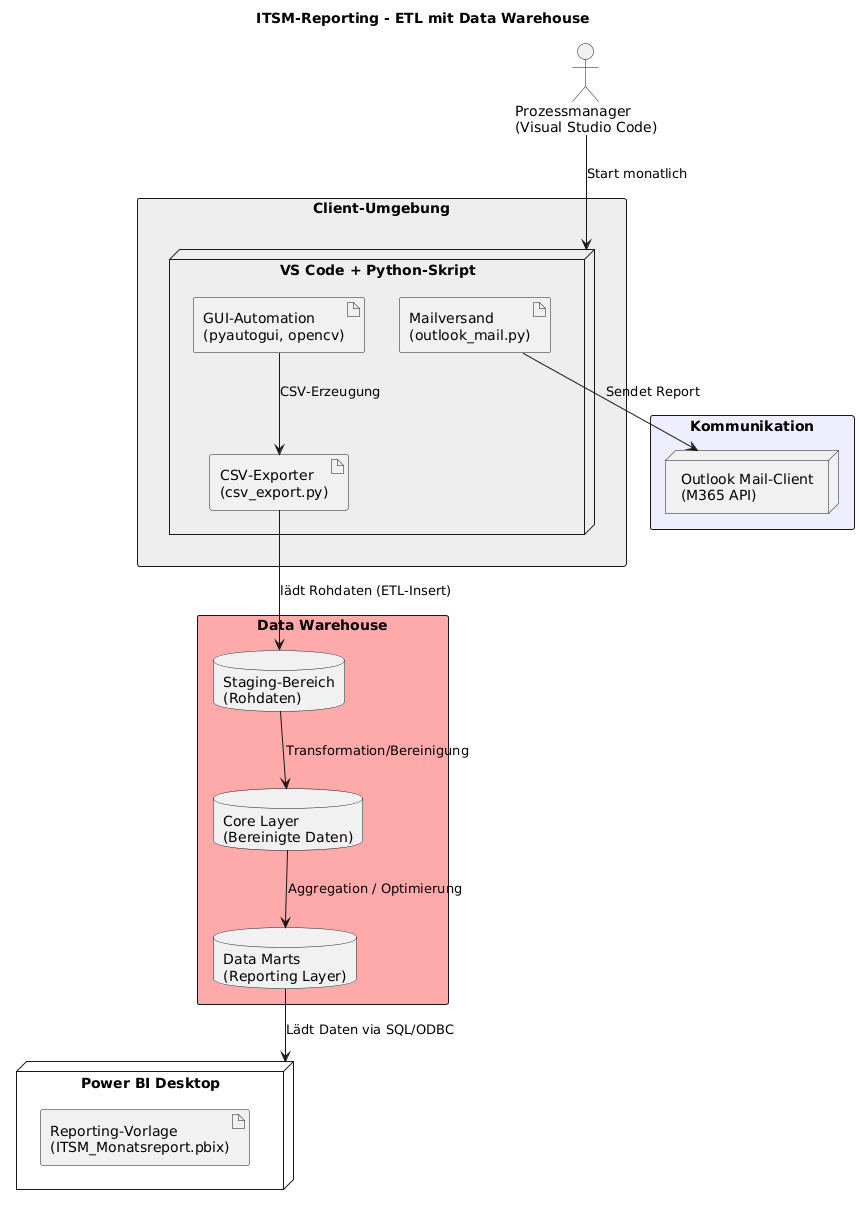 ITSM-Reporting - ETL mit Data Warehouse
Prozessmanager
(Visual Studio Code)
Start monatlich
Client-Umgebung
VS Code + Python-Skript
GUI-Automation
(pyautogui, opencv)
Mailversand
(outlook_mail.py)
CSV-Erzeugung
Sendet Report
Kommunikation
Outlook Mail-Client
(M365 API)
CSV-Exporter
(csv_export.py)
lädt Rohdaten (ETL-Insert)
Data Warehouse
Staging-Bereich
(Rohdaten)
Transformation/Bereinigung
Core Layer
(Bereinigte Daten)
Aggregation / Optimierung
Data Marts
(Reporting Layer)
Lädt Daten via SQL/ODBC
Power BI Desktop
Reporting-Vorlage
(ITSM_Monatsreport.pbix)